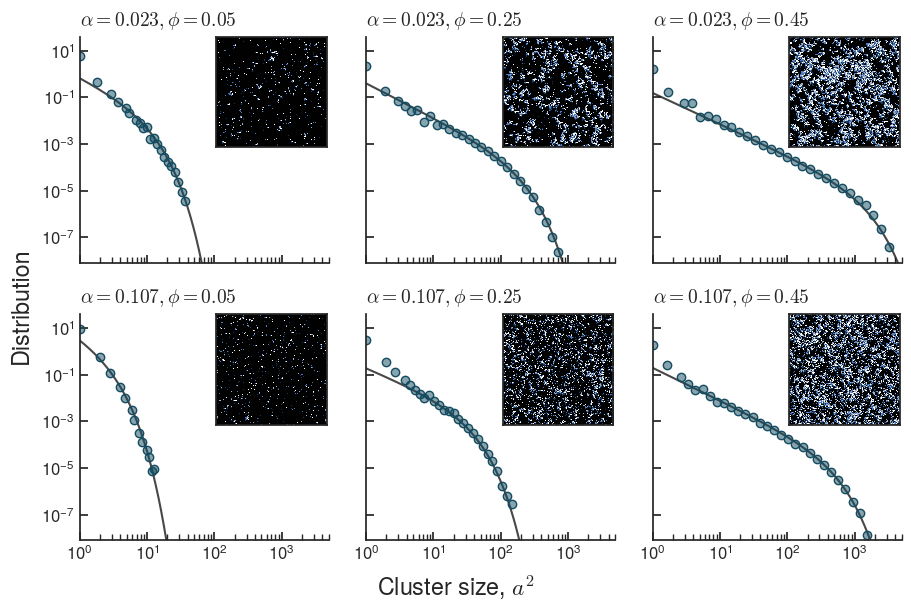 α = 0.023, ϕ = 0.05
α = 0.023, ϕ = 0.25
α = 0.023, ϕ = 0.45
10¹
10⁻¹
10⁻³
10⁻⁵
10⁻⁷
α = 0.107, ϕ = 0.05
α = 0.107, ϕ = 0.25
α = 0.107, ϕ = 0.45
10¹
10⁻¹
10⁻³
10⁻⁵
10⁻⁷
10⁰ 10¹ 10² 10³
10⁰ 10¹ 10² 10³
10⁰ 10¹ 10² 10³
Distribution
Cluster size, a²